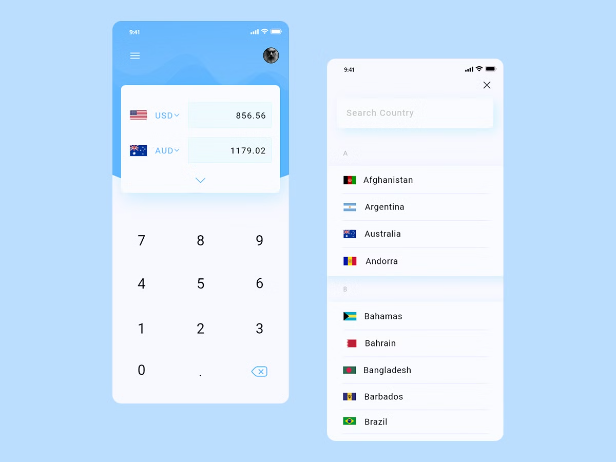 9:41
USD
856.56
AUD
1179.02
7 8 9
4 5 6
1 2 3
0 .
9:41
Search Country
A
Afghanistan
Argentina
Australia
Andorra
B
Bahamas
Bahrain
Bangladesh
Barbados
Brazil